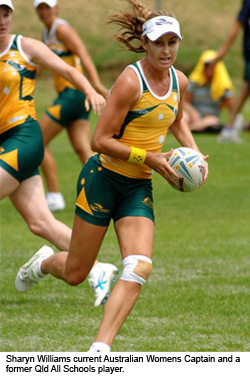 Sharyn Williams current Australian Womens Captain and a
former Qld All Schools player.